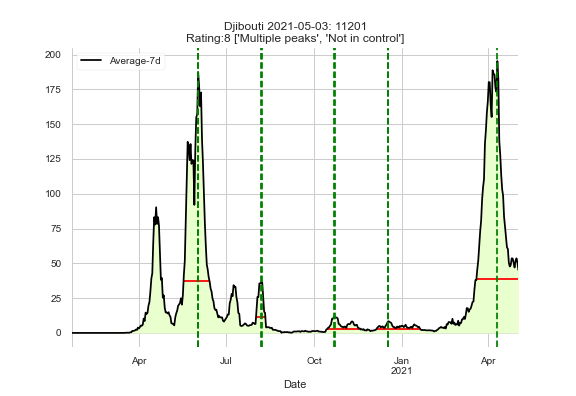 Djibouti 2021-05-03: 11201
Rating:8 ['Multiple peaks', 'Not in control']
Average-7d
200
175
150
125
100
75
50
25
0
Apr Jul Oct Jan Apr
2021
Date